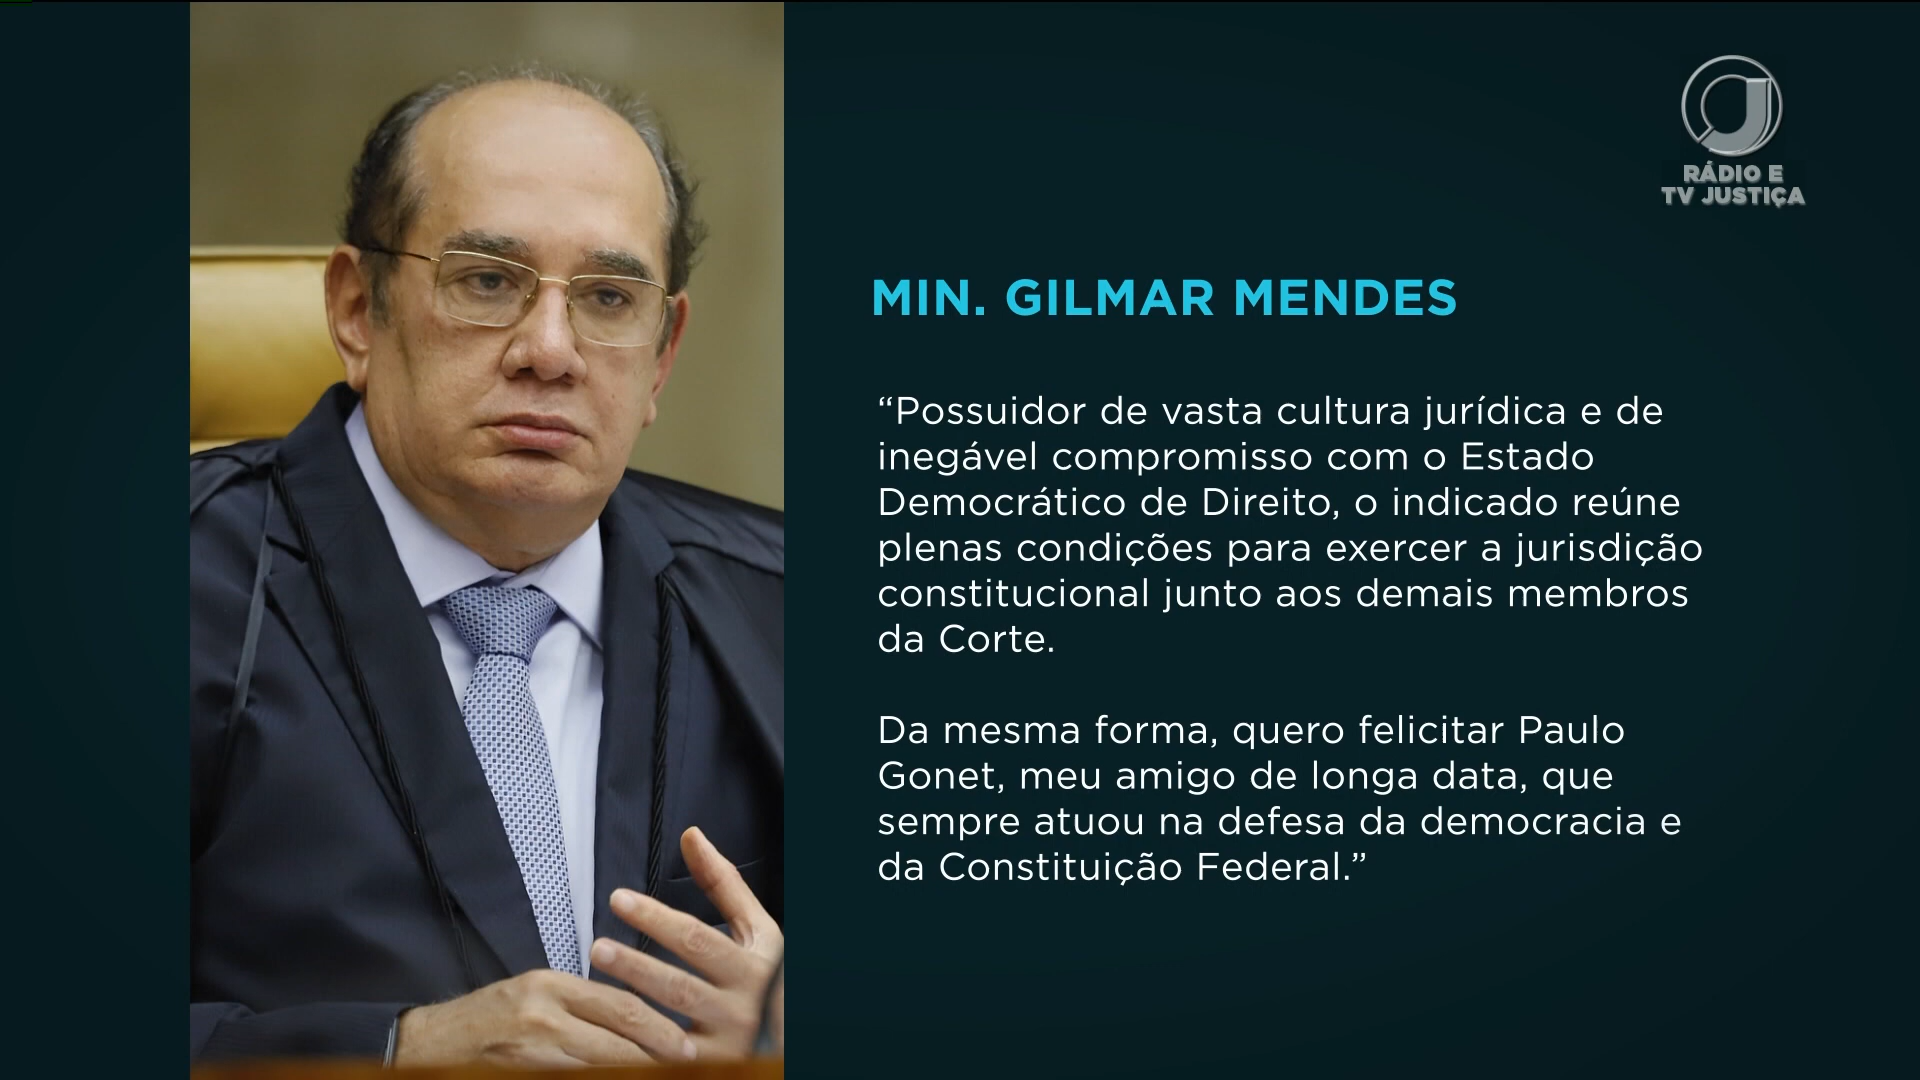 RÁDIO E
TV JUSTIÇA
MIN. GILMAR MENDES
“Possuidor de vasta cultura jurídica e de
inegável compromisso com o Estado
Democrático de Direito, o indicado reúne
plenas condições para exercer a jurisdição
constitucional junto aos demais membros
da Corte.
Da mesma forma, quero felicitar Paulo
Gonet, meu amigo de longa data, que
sempre atuou na defesa da democracia e
da Constituição Federal.”